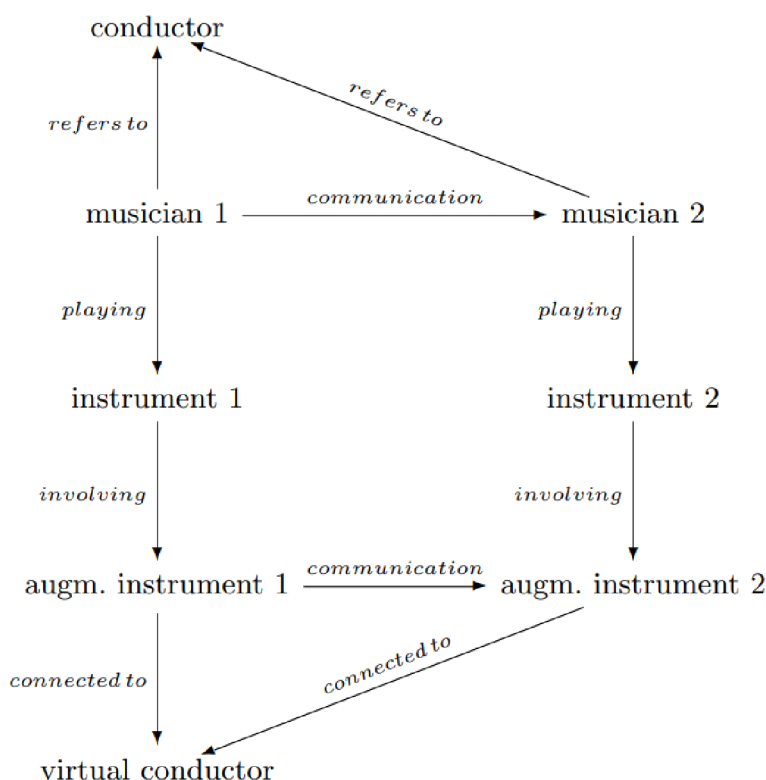 conductor
refers to
refers to
communication
musician 1
musician 2
playing
playing
instrument 1
instrument 2
involving
involving
communication
augm. instrument 1
augm. instrument 2
connected to
connected to
virtual conductor